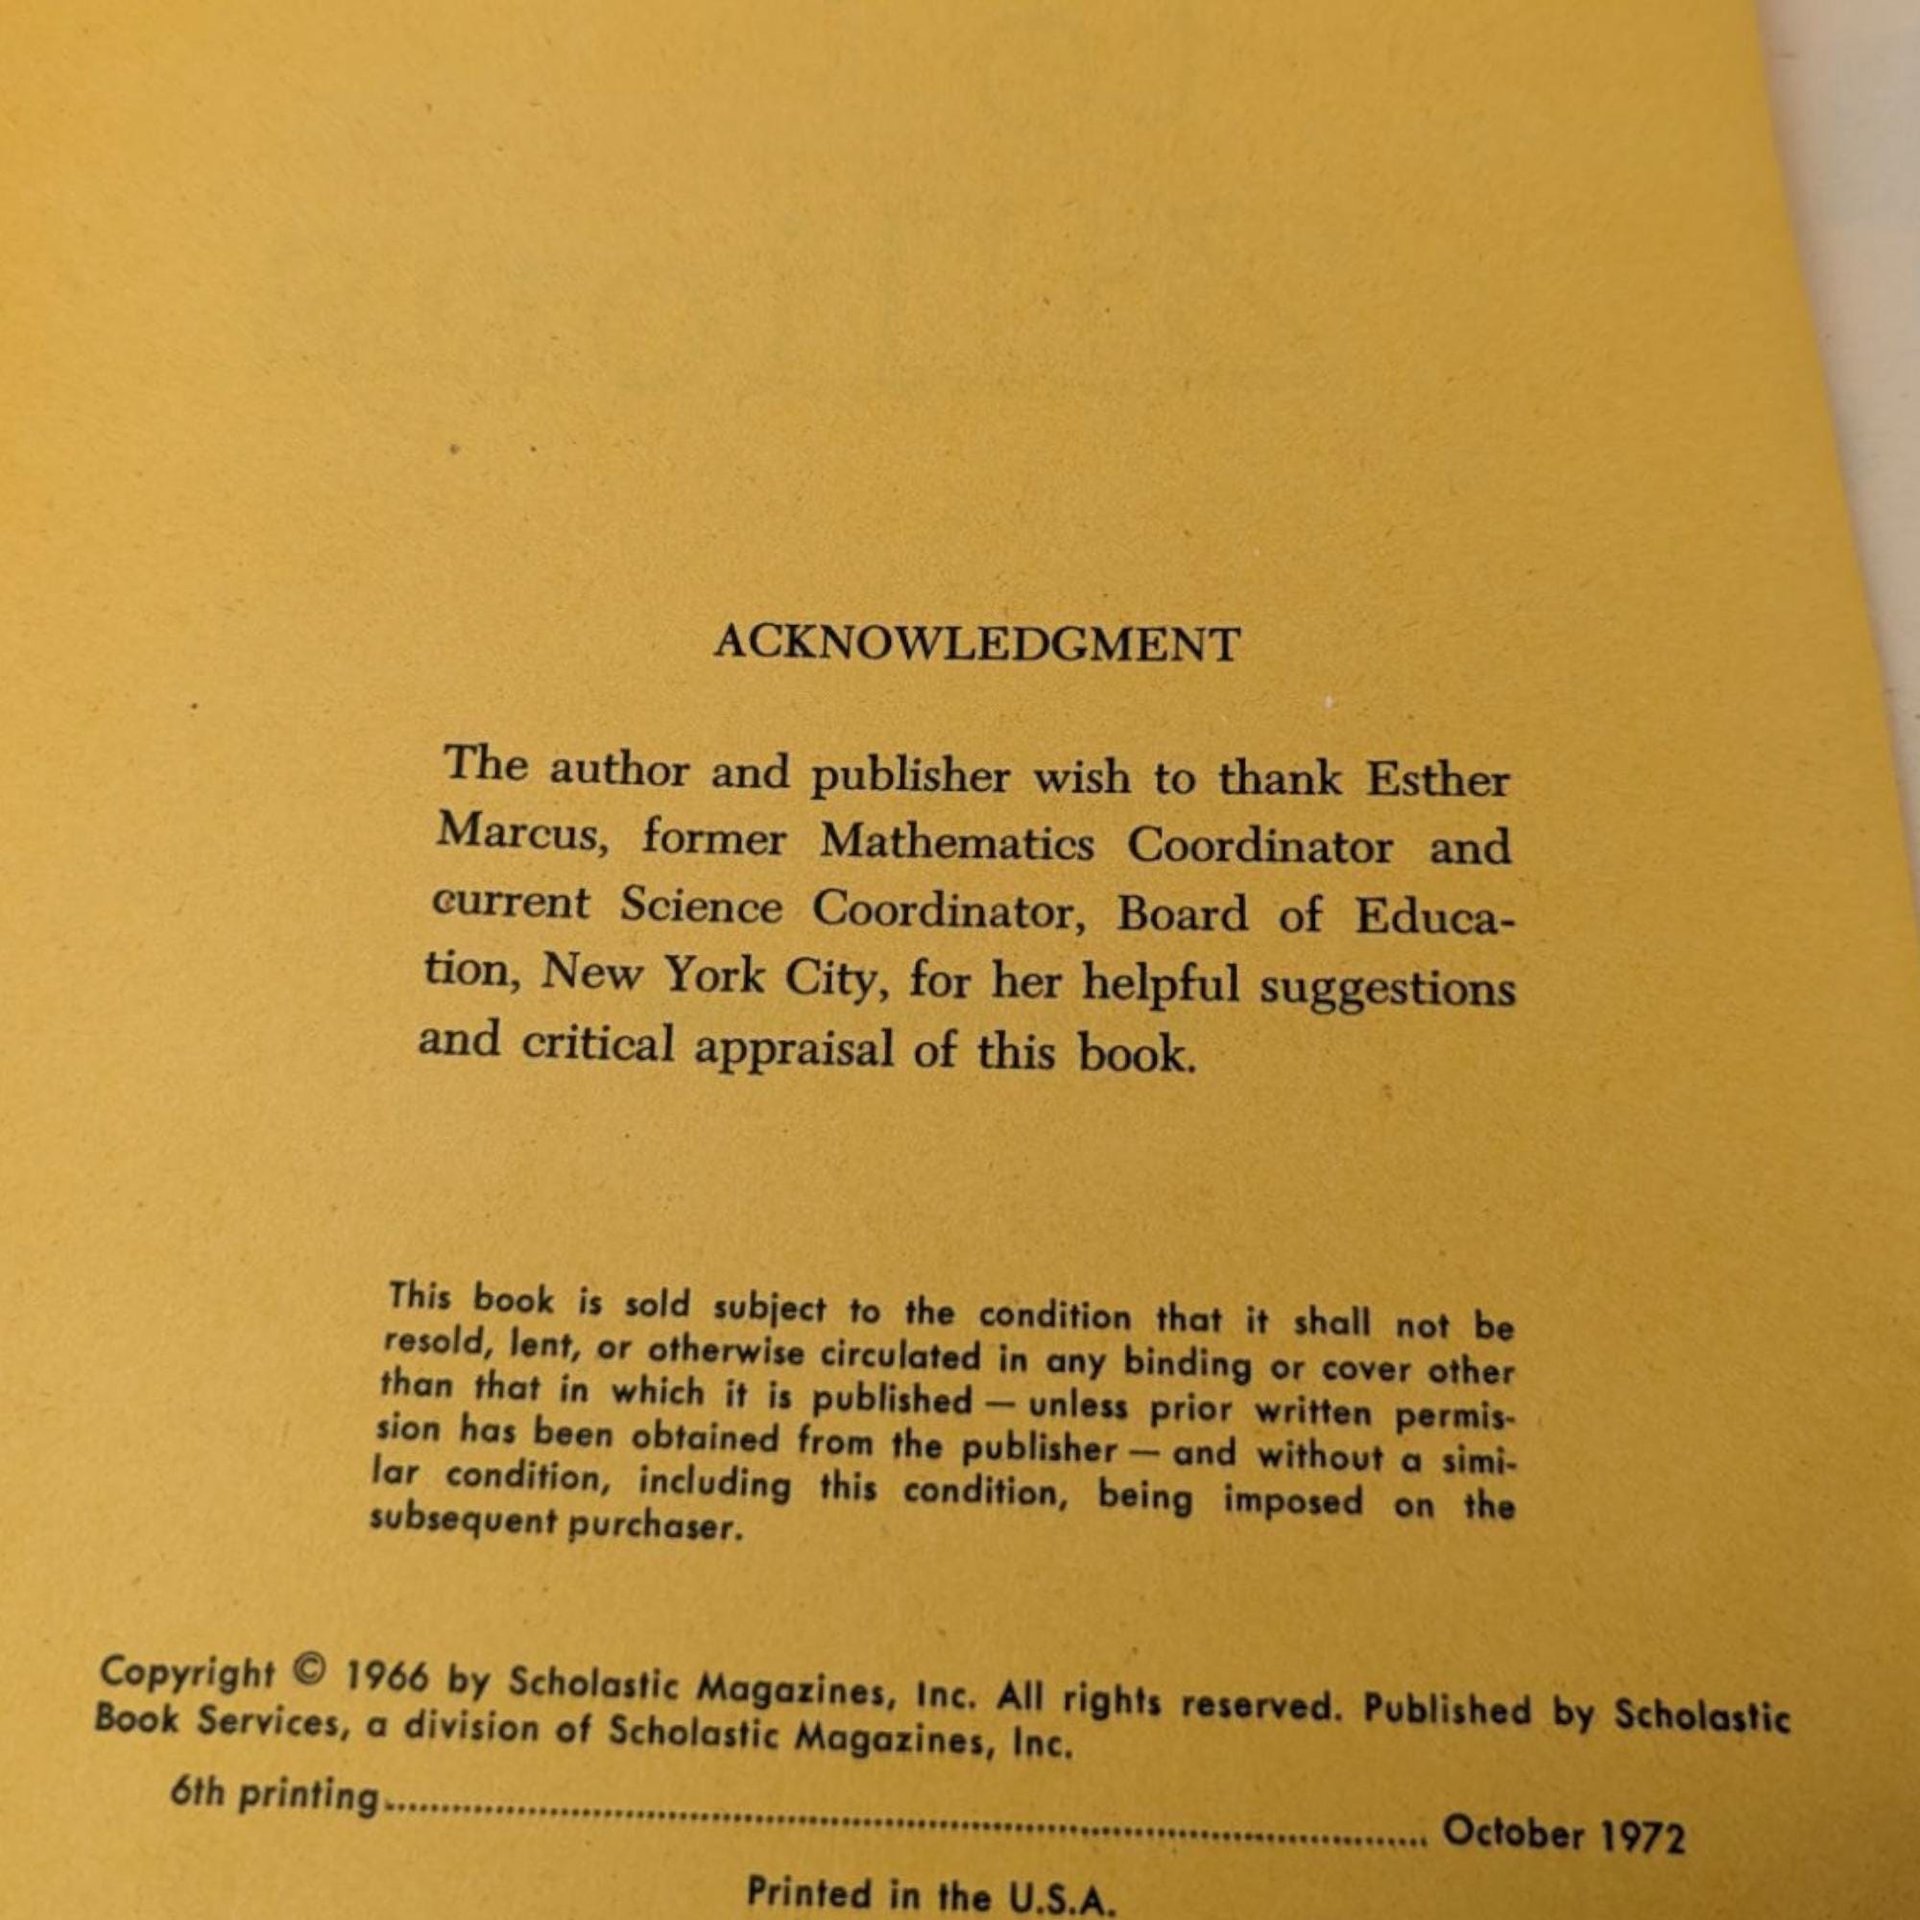 ACKNOWLEDGMENT
The author and publisher wish to thank Esther
Marcus, former Mathematics Coordinator and
current Science Coordinator, Board of Educa-
tion, New York City, for her helpful suggestions
and critical appraisal of this book.
This book is sold subject to the condition that it shall not be
resold, lent, or otherwise circulated in any binding or cover other
than that in which it is published — unless prior written permis-
sion has been obtained from the publisher — and without a simi-
lar condition, including this condition, being imposed on the
subsequent purchaser.
Copyright © 1966 by Scholastic Magazines, Inc. All rights reserved. Published by Scholastic
Book Services, a division of Scholastic Magazines, Inc.
6th printing.......................................................................................... October 1972
Printed in the U.S.A.